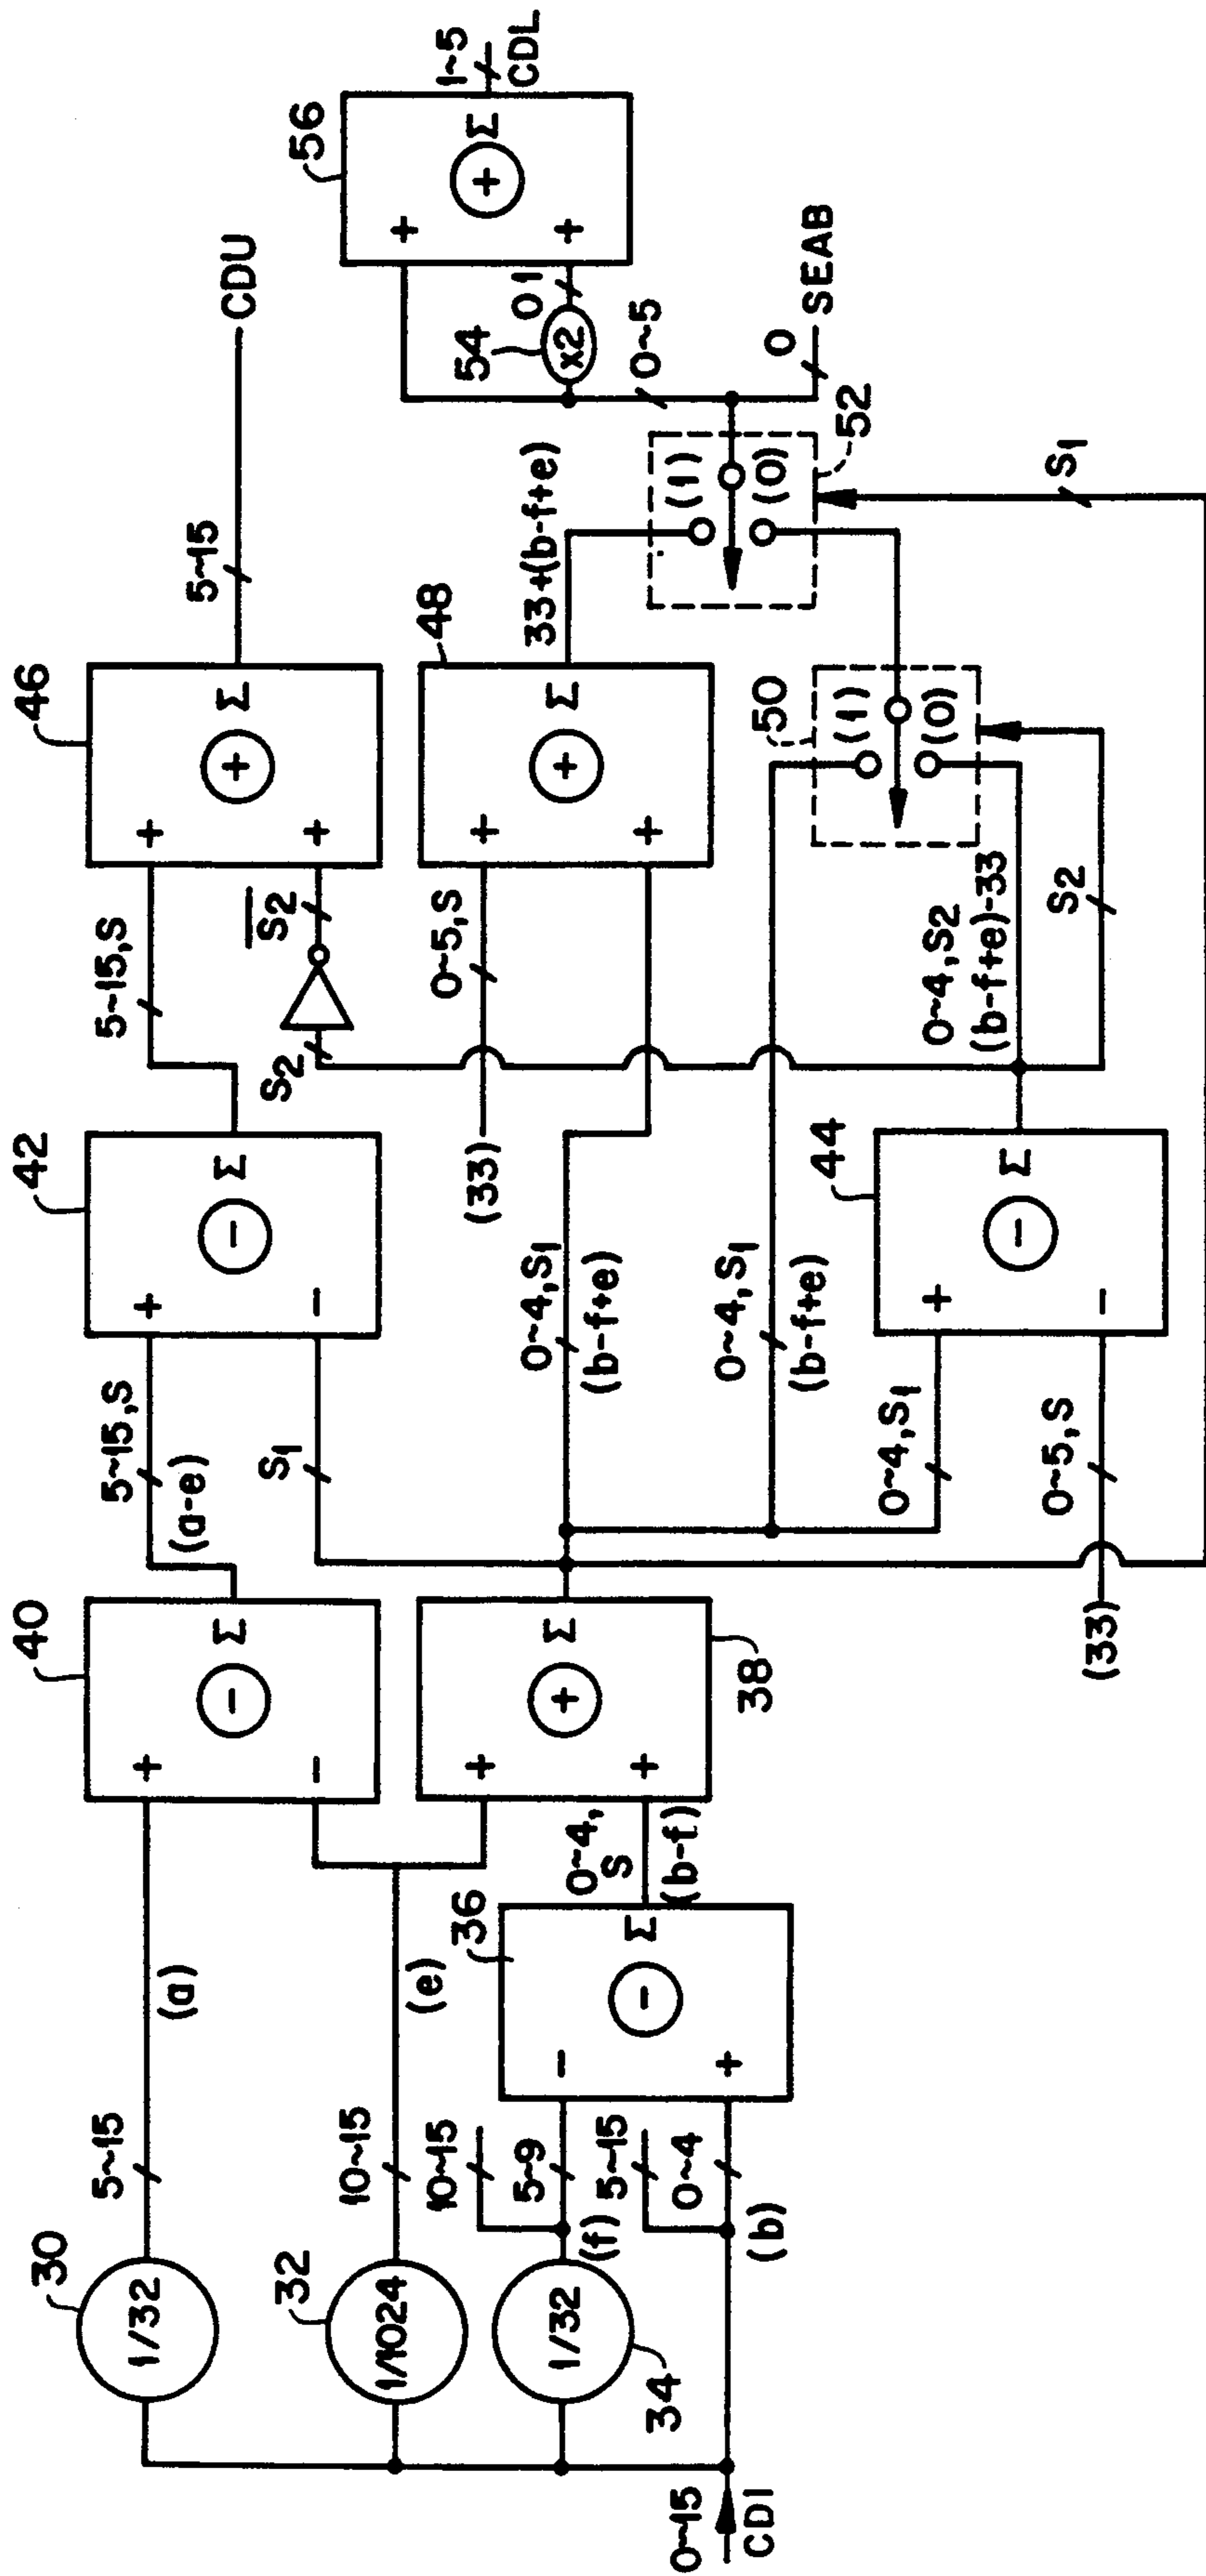 0~15
CDI
30
1/32
5~15
(a)
32
1/1024
10~15
(e)
34
1/32
(f)
10~15
5~9
5~15
0~4
(b)
36
−
+
−
Σ
0~4,
S
(b-f)
40
+
−
−
Σ
38
+
+
+
Σ
5~15,S
(a-e)
S1
42
+
−
−
Σ
5~15,S
S2
S2
46
+
+
+
Σ
5~15
CDU
(33)
0~5,S
0~4,S1
(b-f+e)
48
+
+
+
Σ
33+(b-f+e)
0~4,S1
(b-f+e)
0~4,S1
0~5,S
(33)
44
+
−
−
Σ
0~4,S2
(b-f+e)-33
S2
50
(1)
(0)
52
(1)
(0)
S1
0~5
0
SEAB
54
x2
0 1
56
+
+
+
Σ
1~5
CDL